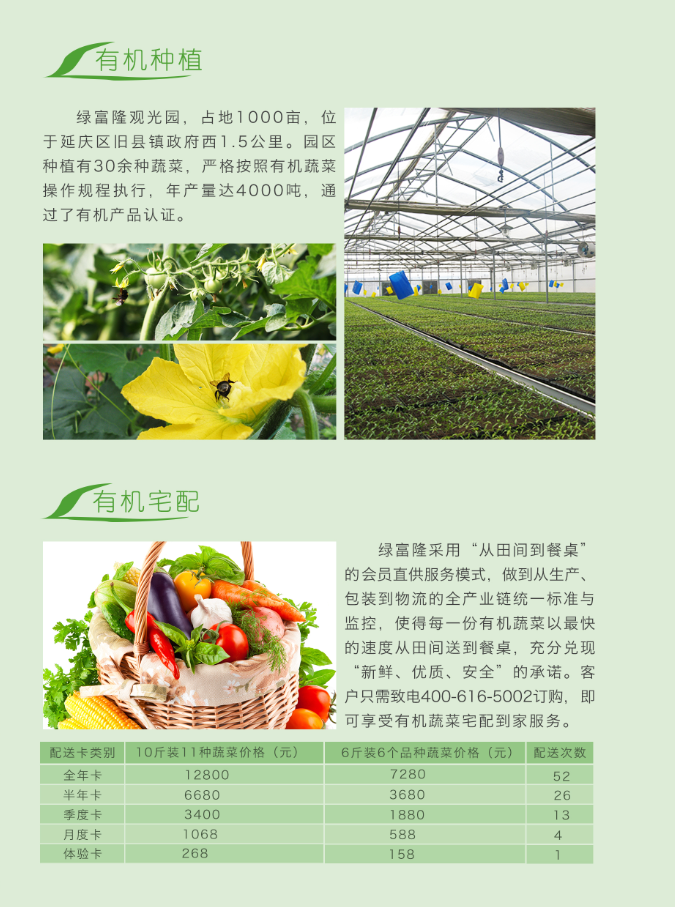 有机种植
绿富隆观光园，占地1000亩，位
于延庆区旧县镇政府西1.5公里。园区
种植有30余种蔬菜，严格按照有机蔬菜
操作规程执行，年产量达4000吨，通
过了有机产品认证。
有机宅配
绿富隆采用“从田间到餐桌”
的会员直供服务模式，做到从生产、
包装到物流的全产业链统一标准与
监控，使得每一份有机蔬菜以最快
的速度从田间送到餐桌，充分兑现
“新鲜、优质、安全”的承诺。客
户只需致电400-616-5002订购，即
可享受有机蔬菜宅配到家服务。
配送卡类别 10斤装11种蔬菜价格（元） 6斤装6个品种蔬菜价格（元） 配送次数
全年卡 12800 7280 52
半年卡 6680 3680 26
季度卡 3400 1880 13
月度卡 1068 588 4
体验卡 268 158 1